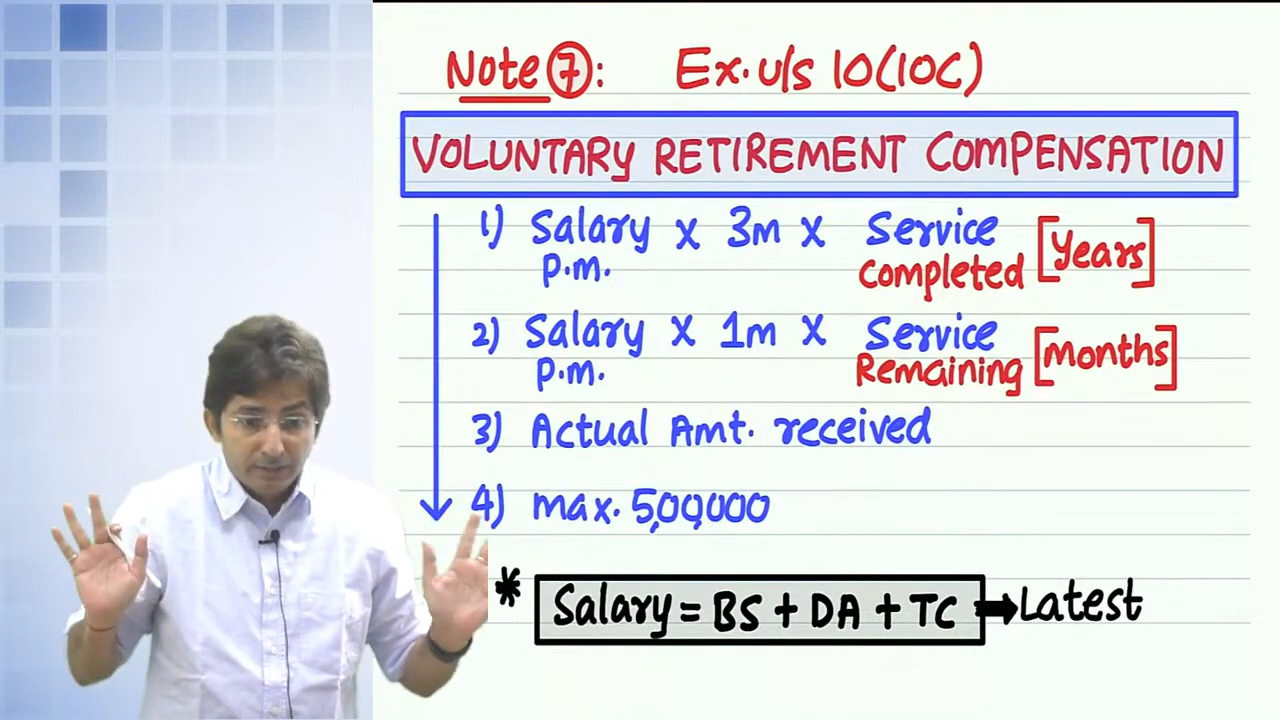 Note 7: Ex. u/s 10(10C)
VOLUNTARY RETIREMENT COMPENSATION
1) Salary p.m. x 3m x Service Completed [Years]
2) Salary p.m. x 1m x Service Remaining [months]
3) Actual Amt. received
4) max. 5,00,000
* Salary = BS + DA + TC → Latest